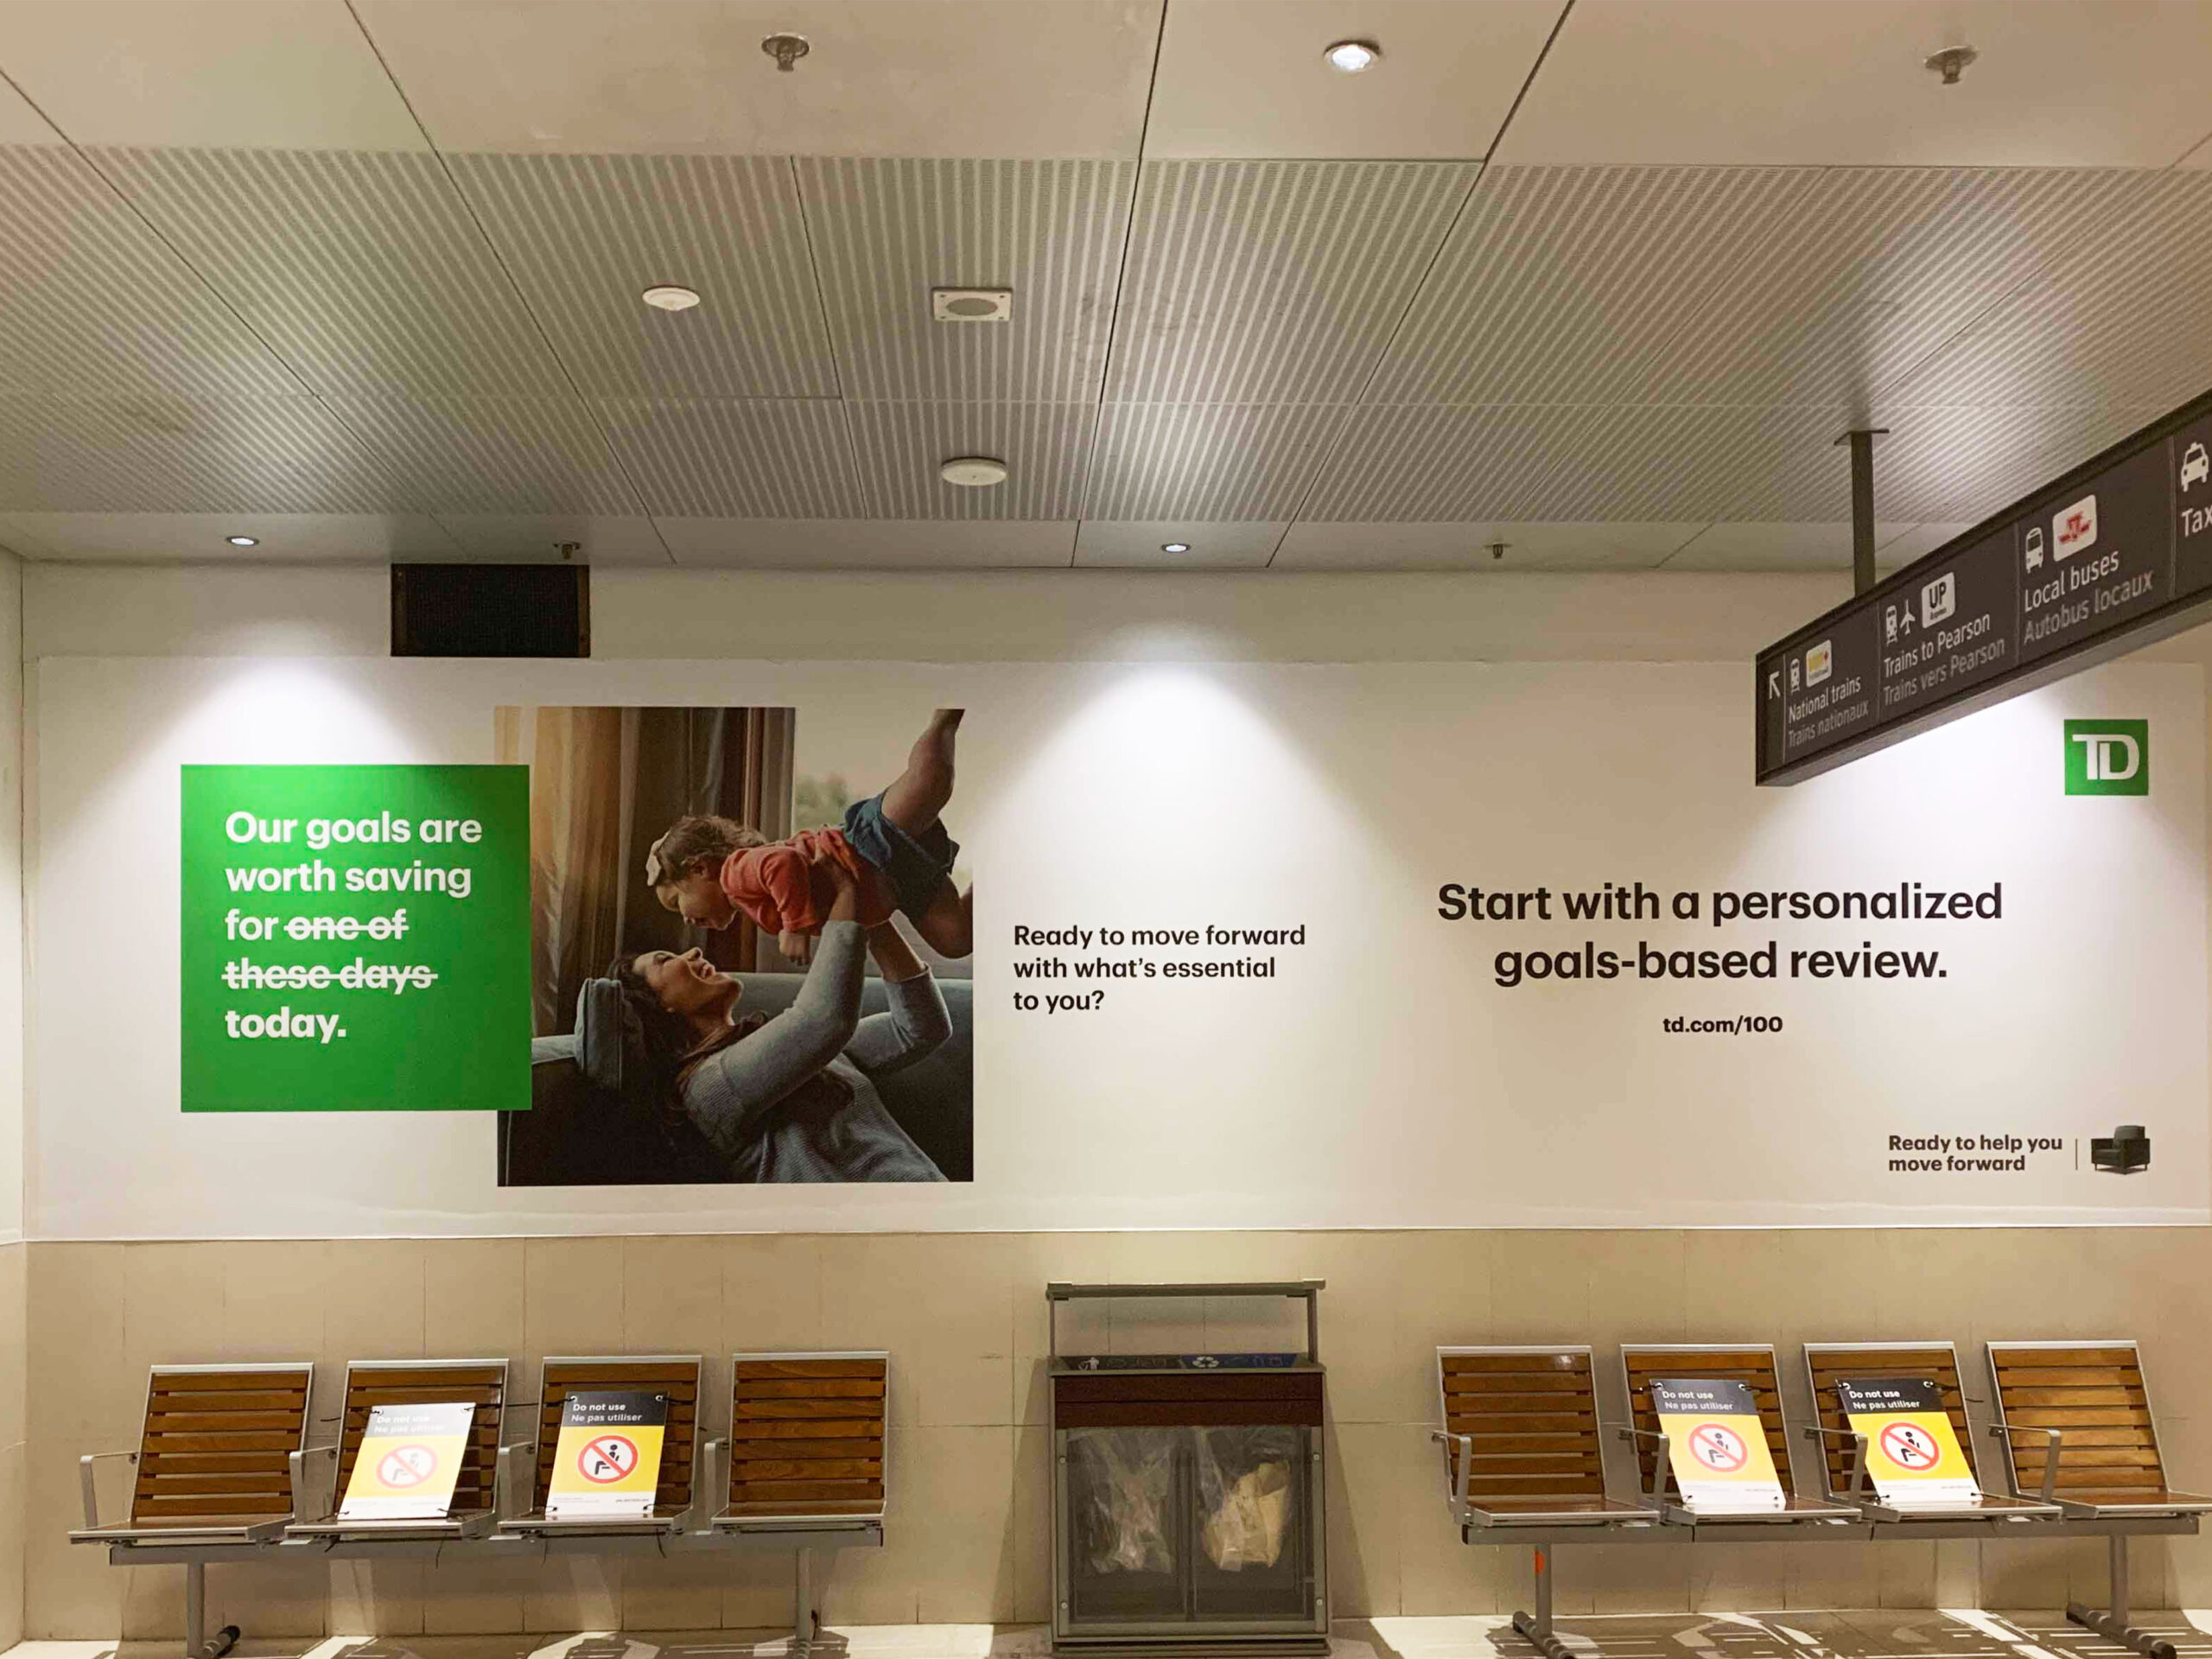 National trains
Trains nationaux
UP
Trains to Pearson
Trains vers Pearson
Local buses
Autobus locaux
TD
Our goals are
worth saving
for one of
these days
today.
Ready to move forward
with what's essential
to you?
Start with a personalized
goals-based review.
td.com/100
Ready to help you
move forward
Do not use
Ne pas utiliser
Do not use
Ne pas utiliser
Do not use
Ne pas utiliser
Do not use
Ne pas utiliser